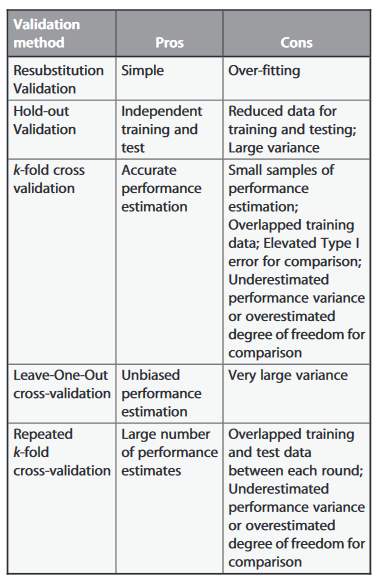 Validation method Pros Cons
Resubstitution Validation Simple Over-fitting
Hold-out Validation Independent training and test Reduced data for training and testing; Large variance
k-fold cross validation Accurate performance estimation Small samples of performance estimation; Overlapped training data; Elevated Type I error for comparison; Underestimated performance variance or overestimated degree of freedom for comparison
Leave-One-Out cross-validation Unbiased performance estimation Very large variance
Repeated k-fold cross-validation Large number of performance estimates Overlapped training and test data between each round; Underestimated performance variance or overestimated degree of freedom for comparison